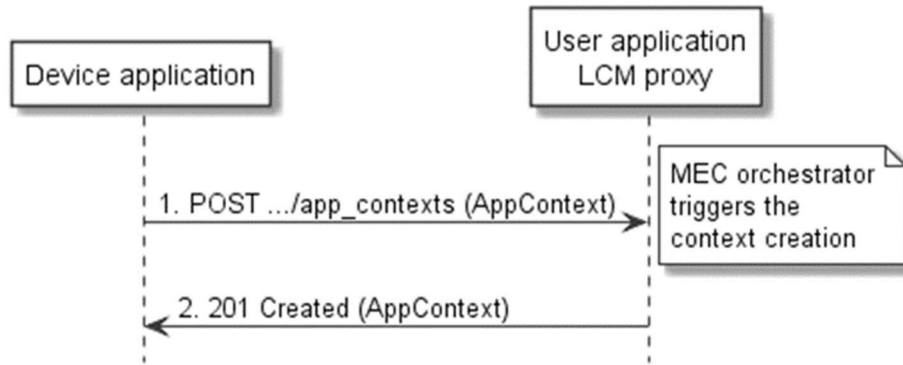 Device application
User application
LCM proxy
1. POST .../app_contexts (AppContext)
MEC orchestrator
triggers the
context creation
2. 201 Created (AppContext)